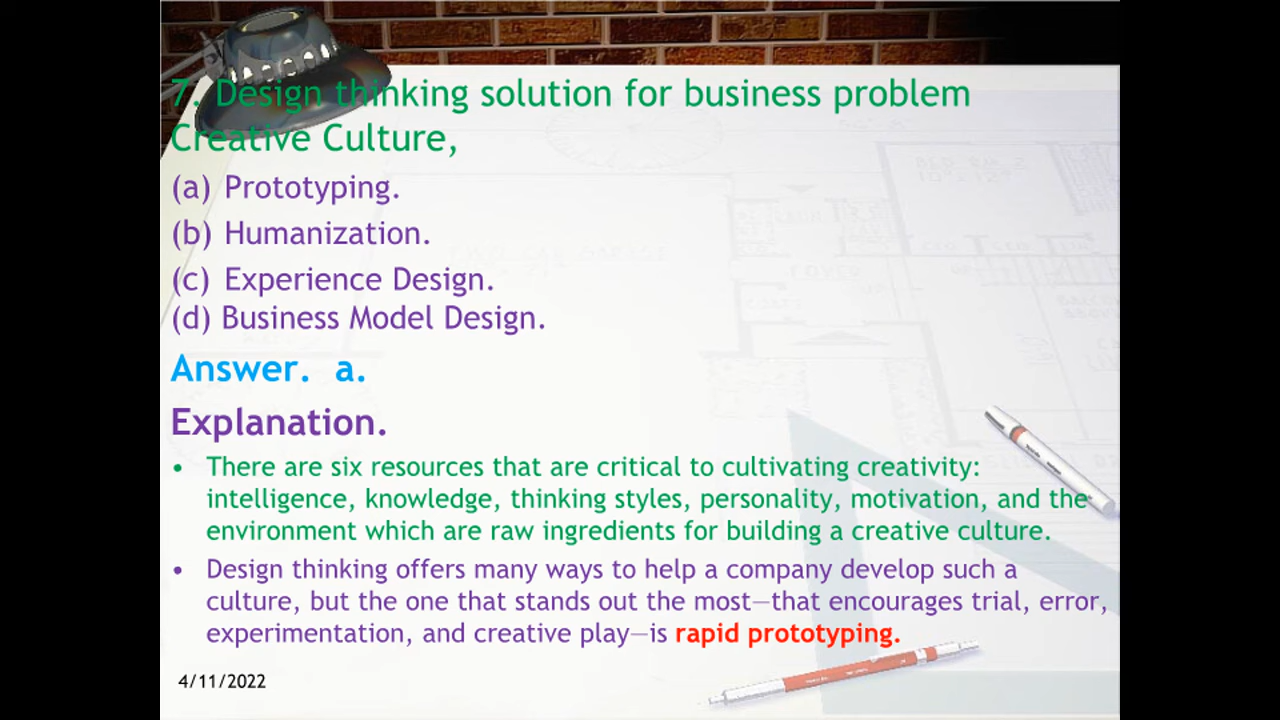 7. Design thinking solution for business problem
Creative Culture,
(a) Prototyping.
(b) Humanization.
(c) Experience Design.
(d) Business Model Design.
Answer. a.
Explanation.
• There are six resources that are critical to cultivating creativity:
intelligence, knowledge, thinking styles, personality, motivation, and the
environment which are raw ingredients for building a creative culture.
• Design thinking offers many ways to help a company develop such a
culture, but the one that stands out the most—that encourages trial, error,
experimentation, and creative play—is rapid prototyping.
4/11/2022